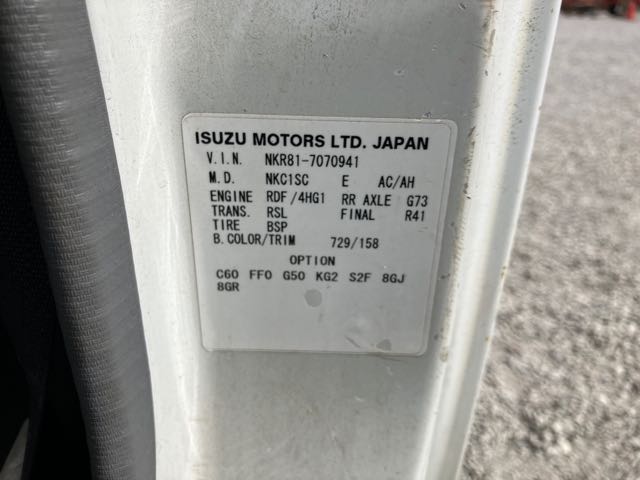 ISUZU MOTORS LTD. JAPAN
V.I.N. NKR81-7070941
M.D. NKC1SC E AC/AH
ENGINE RDF/4HG1 RR AXLE G73
TRANS. RSL FINAL R41
TIRE BSP
B.COLOR/TRIM 729/158
OPTION
C60 FF0 G50 KG2 S2F 8GJ
8GR